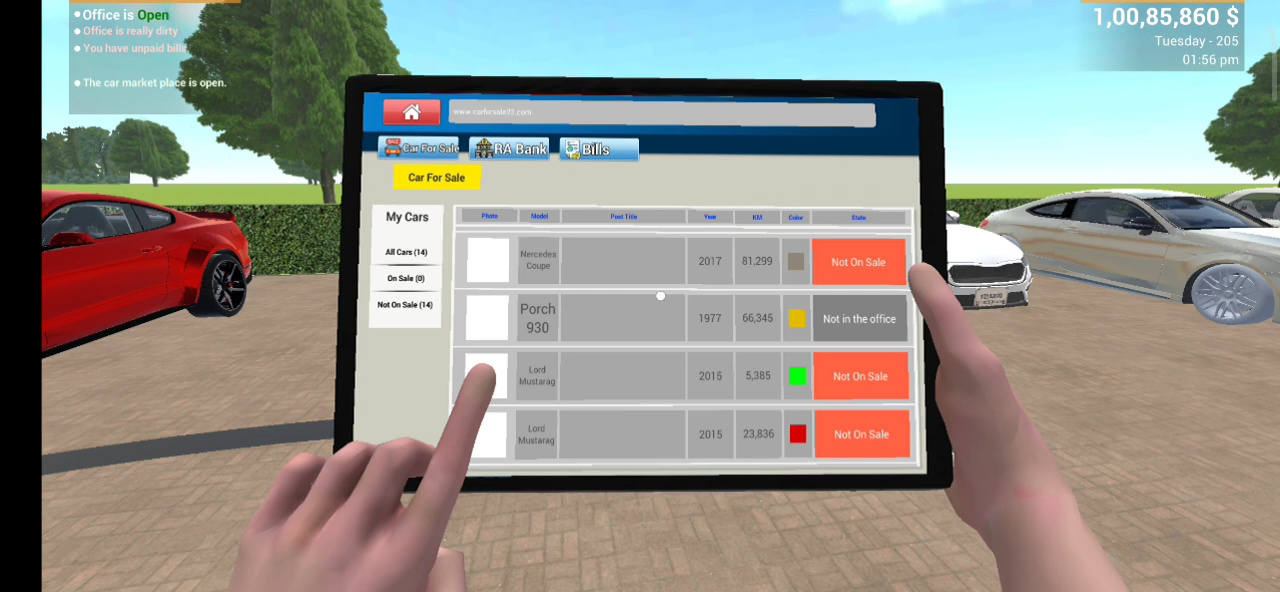 Office is Open
Office is really dirty
You have unpaid bills
The car market place is open.
1,00,85,860 $
Tuesday - 205
01:56 pm
www.carforsale73.com
Car For Sale
RA Bank
Bills
Car For Sale
My Cars
All Cars (14)
On Sale (0)
Not On Sale (14)
Photo Model Post Title Year KM Color State
Nercedes Coupe 2017 81,299 Not On Sale
Porch 930 1977 66,345 Not in the office
Lord Mustarag 2015 5,385 Not On Sale
Lord Mustarag 2015 23,836 Not On Sale